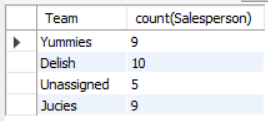 Team count(Salesperson)
Yummies 9
Delish 10
Unassigned 5
Jucies 9